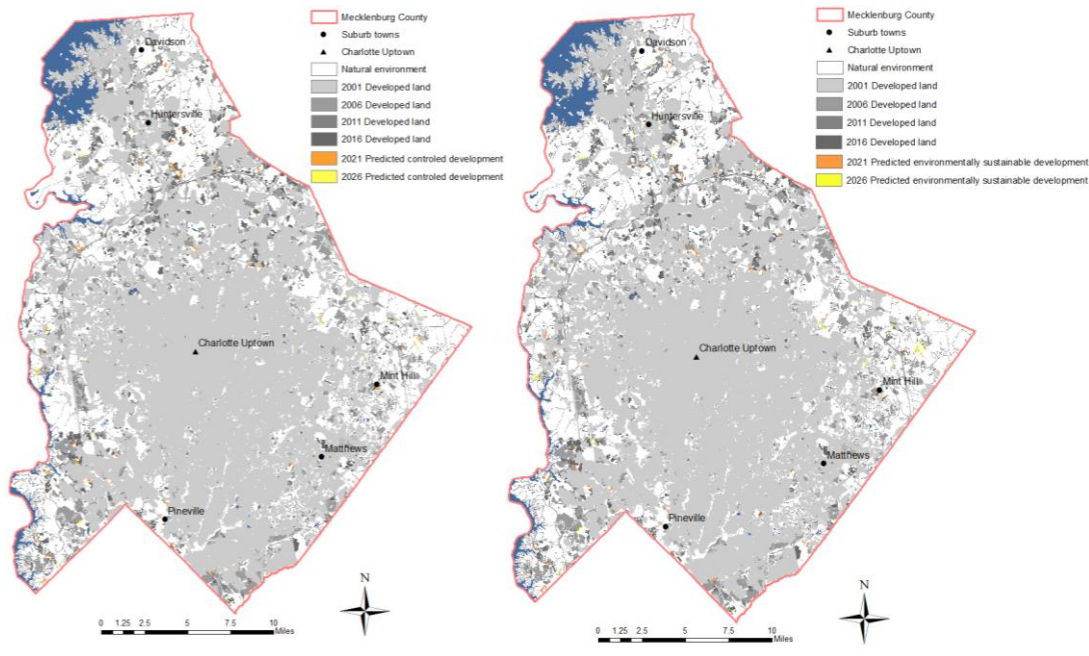 Mecklenburg County
Suburb towns
Charlotte Uptown
Natural environment
2001 Developed land
2006 Developed land
2011 Developed land
2016 Developed land
2021 Predicted controled development
2026 Predicted controled development
Davidson
Huntersville
Charlotte Uptown
Mint Hill
Matthews
Pineville
N
0 1.25 2.5 5 7.5 10
Miles
Mecklenburg County
Suburb towns
Charlotte Uptown
Natural environment
2001 Developed land
2006 Developed land
2011 Developed land
2016 Developed land
2021 Predicted environmentally sustainable development
2026 Predicted environmentally sustainable development
Davidson
Huntersville
Charlotte Uptown
Mint Hill
Matthews
Pineville
N
0 1.25 2.5 5 7.5 10
Miles